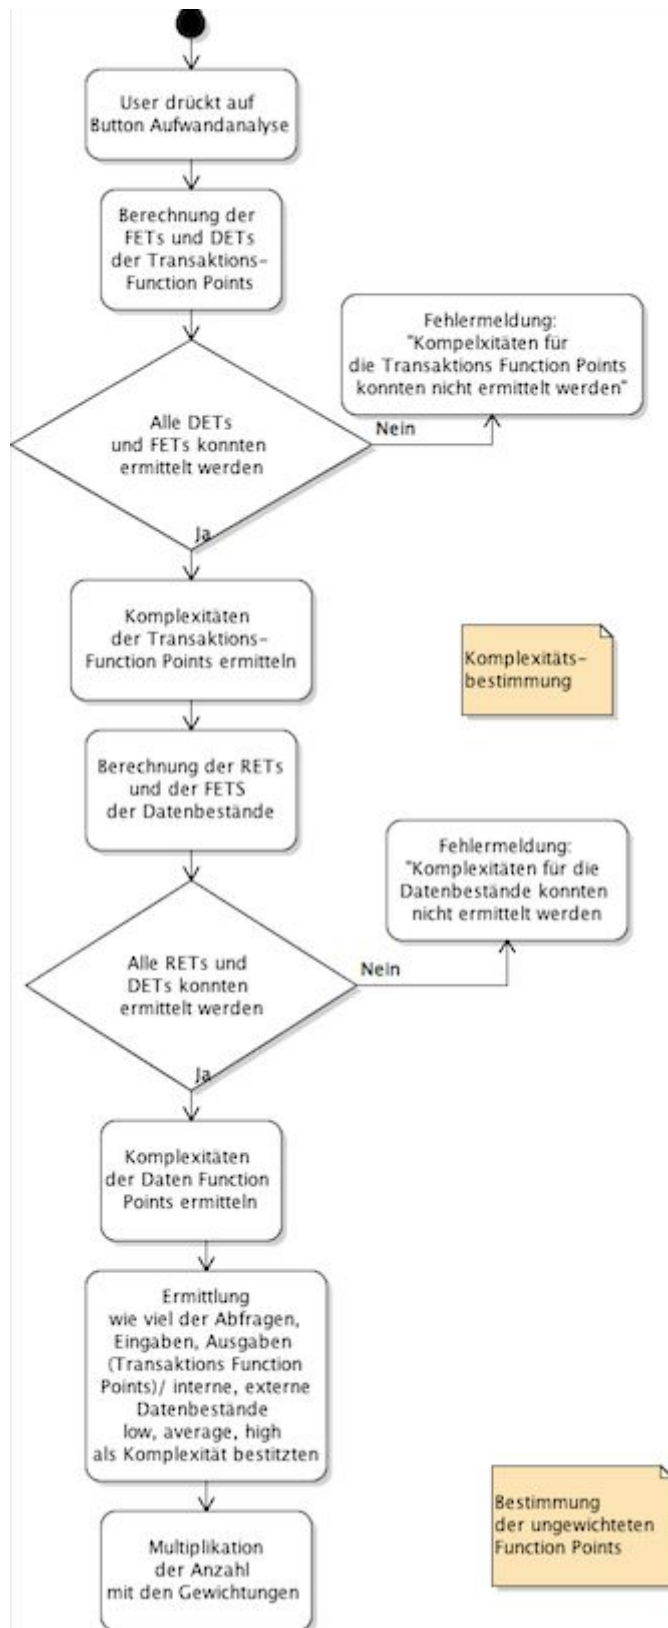 User drückt auf
Button Aufwandanalyse
Berechnung der
FETs und DETs
der Transaktions-
Function Points
Fehlermeldung:
"Kompelxitäten für
die Transaktions Function Points
konnten nicht ermittelt werden"
Alle DETs
und FETs konnten
ermittelt werden
Nein
Ja
Komplexitäten
der Transaktions-
Function Points ermitteln
Komplexitäts-
bestimmung
Berechnung der RETs
und der FETS
der Datenbestände
Fehlermeldung:
"Komplexitäten für die
Datenbestände konnten
nicht ermittelt werden
Alle RETs und
DETs konnten
ermittelt werden
Nein
Ja
Komplexitäten
der Daten Function
Points ermitteln
Ermittlung
wie viel der Abfragen,
Eingaben, Ausgaben
(Transaktions Function
Points)/ interne, externe
Datenbestände
low, average, high
als Komplexität bestitzten
Bestimmung
der ungewichteten
Function Points
Multiplikation
der Anzahl
mit den Gewichtungen